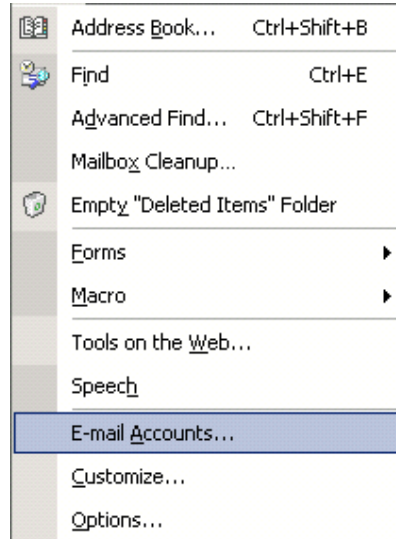 Address Book... Ctrl+Shift+B
Find Ctrl+E
Advanced Find... Ctrl+Shift+F
Mailbox Cleanup...
Empty "Deleted Items" Folder
Forms
Macro
Tools on the Web...
Speech
E-mail Accounts...
Customize...
Options...